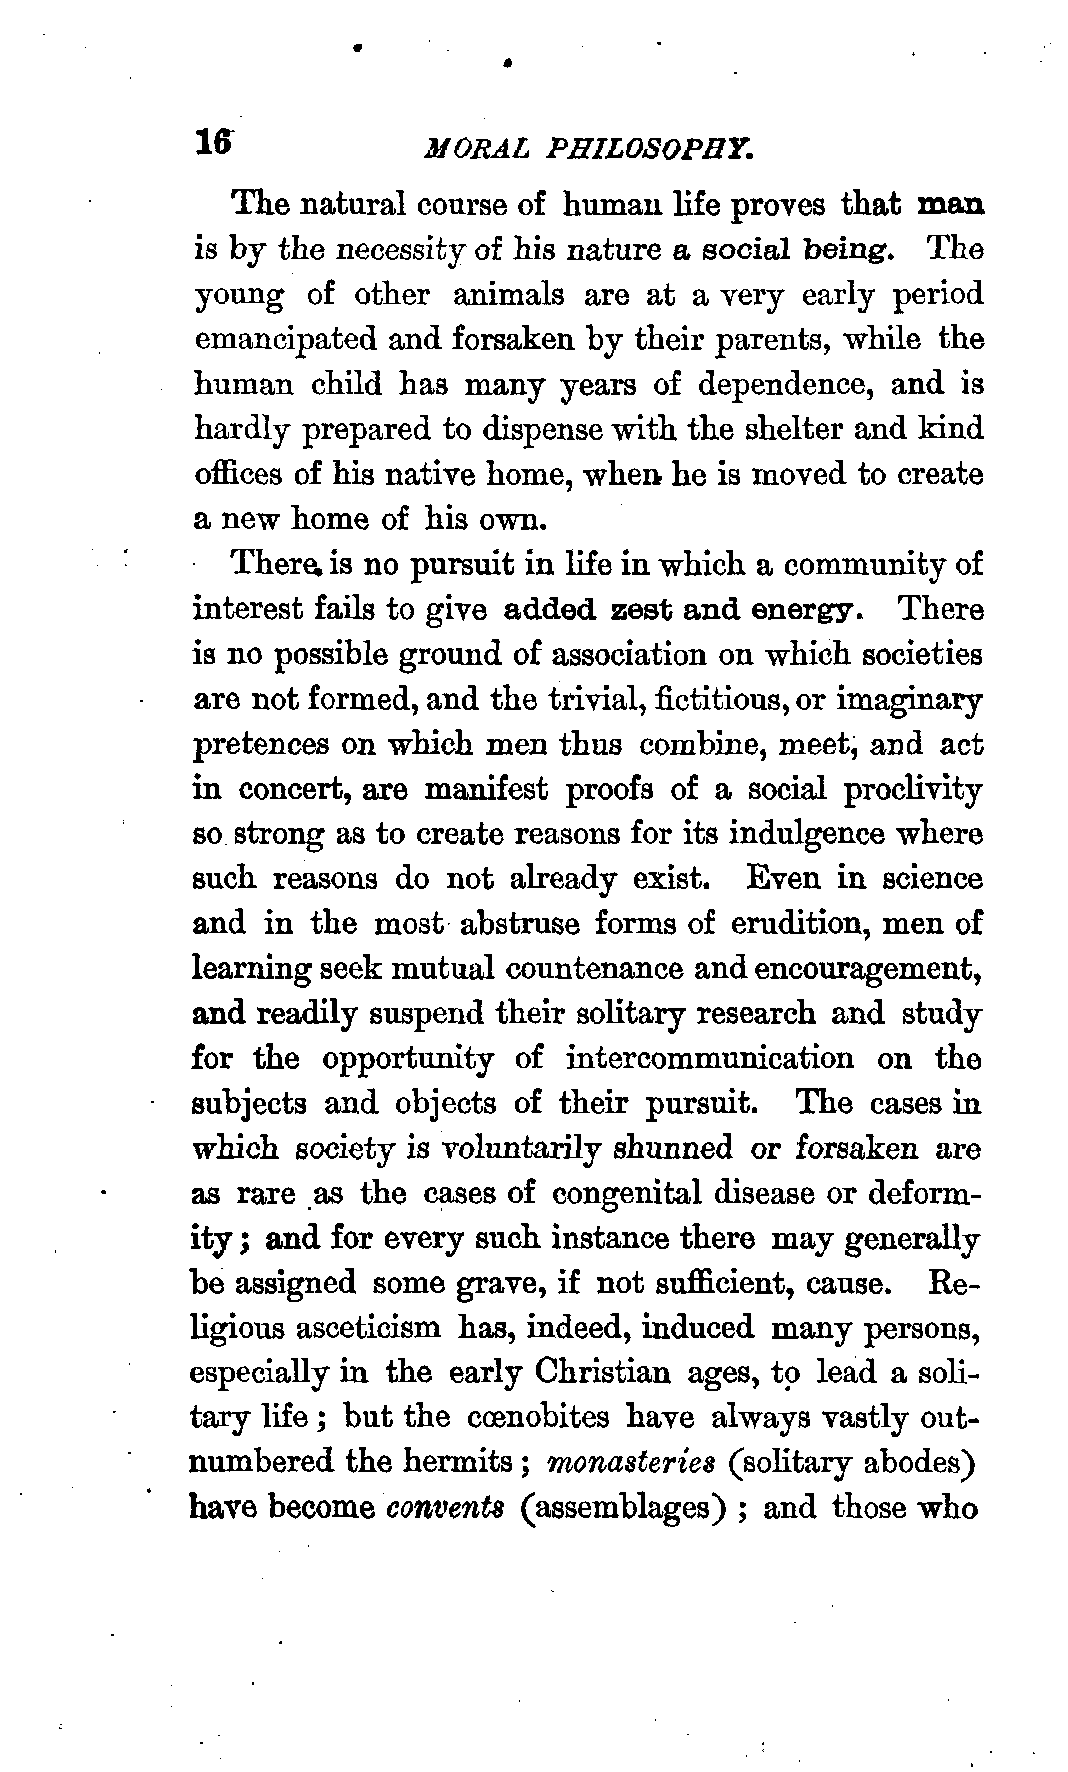 16 MORAL PHILOSOPHY.
The natural course of human life proves that man
is by the necessity of his nature a social being. The
young of other animals are at a very early period
emancipated and forsaken by their parents, while the
human child has many years of dependence, and is
hardly prepared to dispense with the shelter and kind
offices of his native home, when he is moved to create
a new home of his own.
There is no pursuit in life in which a community of
interest fails to give added zest and energy. There
is no possible ground of association on which societies
are not formed, and the trivial, fictitious, or imaginary
pretences on which men thus combine, meet, and act
in concert, are manifest proofs of a social proclivity
so strong as to create reasons for its indulgence where
such reasons do not already exist. Even in science
and in the most abstruse forms of erudition, men of
learning seek mutual countenance and encouragement,
and readily suspend their solitary research and study
for the opportunity of intercommunication on the
subjects and objects of their pursuit. The cases in
which society is voluntarily shunned or forsaken are
as rare as the cases of congenital disease or deform-
ity; and for every such instance there may generally
be assigned some grave, if not sufficient, cause. Re-
ligious asceticism has, indeed, induced many persons,
especially in the early Christian ages, to lead a soli-
tary life; but the cœnobites have always vastly out-
numbered the hermits; monasteries (solitary abodes)
have become convents (assemblages); and those who